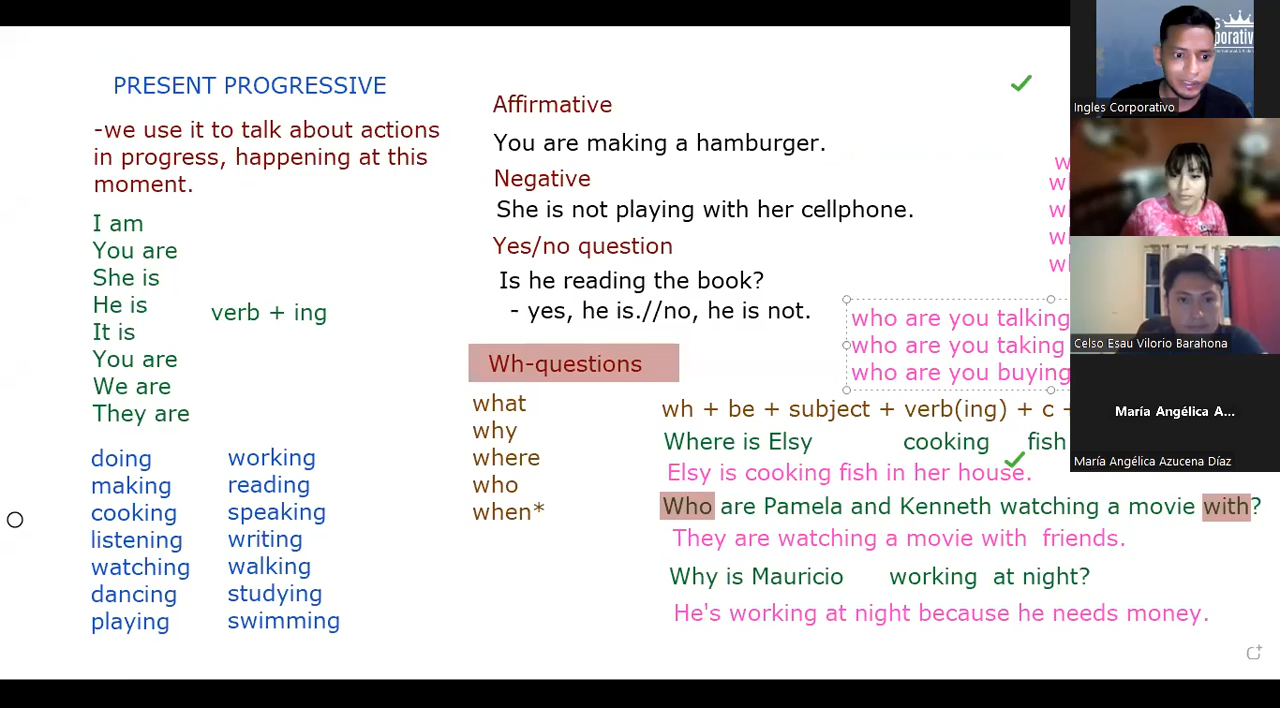 PRESENT PROGRESSIVE
-we use it to talk about actions
in progress, happening at this
moment.
I am
You are
She is
He is
It is
You are
We are
They are
verb + ing
doing
making
cooking
listening
watching
dancing
playing
working
reading
speaking
writing
walking
studying
swimming
Affirmative
You are making a hamburger.
Negative
She is not playing with her cellphone.
Yes/no question
Is he reading the book?
- yes, he is.//no, he is not.
Wh-questions
what
why
where
who
when*
who are you talking
who are you taking
who are you buying
wh + be + subject + verb(ing) + c +
Where is Elsy cooking fish
Elsy is cooking fish in her house.
Who are Pamela and Kenneth watching a movie with?
They are watching a movie with friends.
Why is Mauricio working at night?
He's working at night because he needs money.
Ingles Corporativo
Celso Esau Vilorio Barahona
María Angélica A...
María Angélica Azucena Díaz